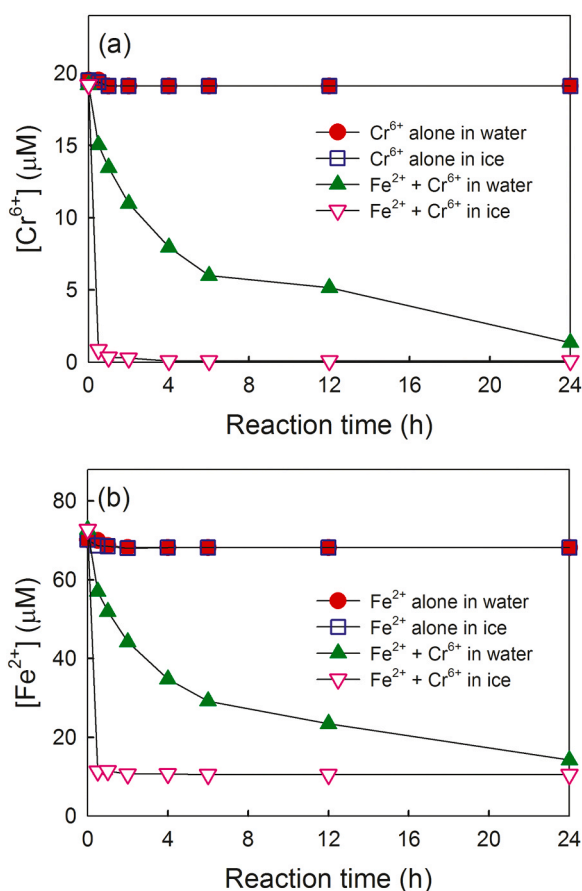 (a)
[Cr⁶⁺] (μM)
20
15
10
5
0
Cr⁶⁺ alone in water
Cr⁶⁺ alone in ice
Fe²⁺ + Cr⁶⁺ in water
Fe²⁺ + Cr⁶⁺ in ice
0 4 8 12 16 20 24
Reaction time (h)
(b)
[Fe²⁺] (μM)
80
60
40
20
0
Fe²⁺ alone in water
Fe²⁺ alone in ice
Fe²⁺ + Cr⁶⁺ in water
Fe²⁺ + Cr⁶⁺ in ice
0 4 8 12 16 20 24
Reaction time (h)